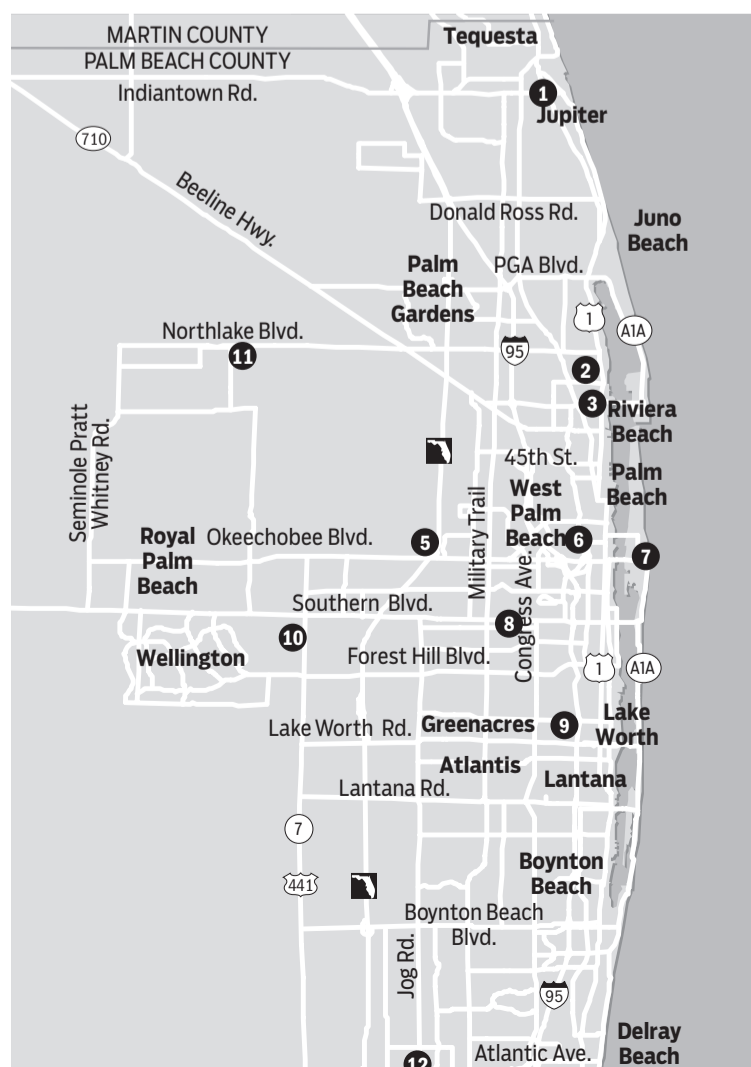 MARTIN COUNTY
PALM BEACH COUNTY
Tequesta
Indiantown Rd.
1
Jupiter
710
Beeline Hwy.
Donald Ross Rd.
Juno
Beach
Palm
Beach
Gardens
PGA Blvd.
1
A1A
Northlake Blvd.
11
95
2
3
Riviera
Beach
Seminole Pratt
Whitney Rd.
45th St.
Palm
Beach
West
Palm
Beach
6
7
Military Trail
Royal
Palm
Beach
Okeechobee Blvd.
5
Congress Ave.
Southern Blvd.
8
10
Wellington
Forest Hill Blvd.
1
A1A
Lake Worth Rd.
Greenacres
9
Lake
Worth
Atlantis
Lantana
Lantana Rd.
7
441
Boynton
Beach
Boynton Beach
Blvd.
Jog Rd.
95
Delray
Beach
Atlantic Ave.
12